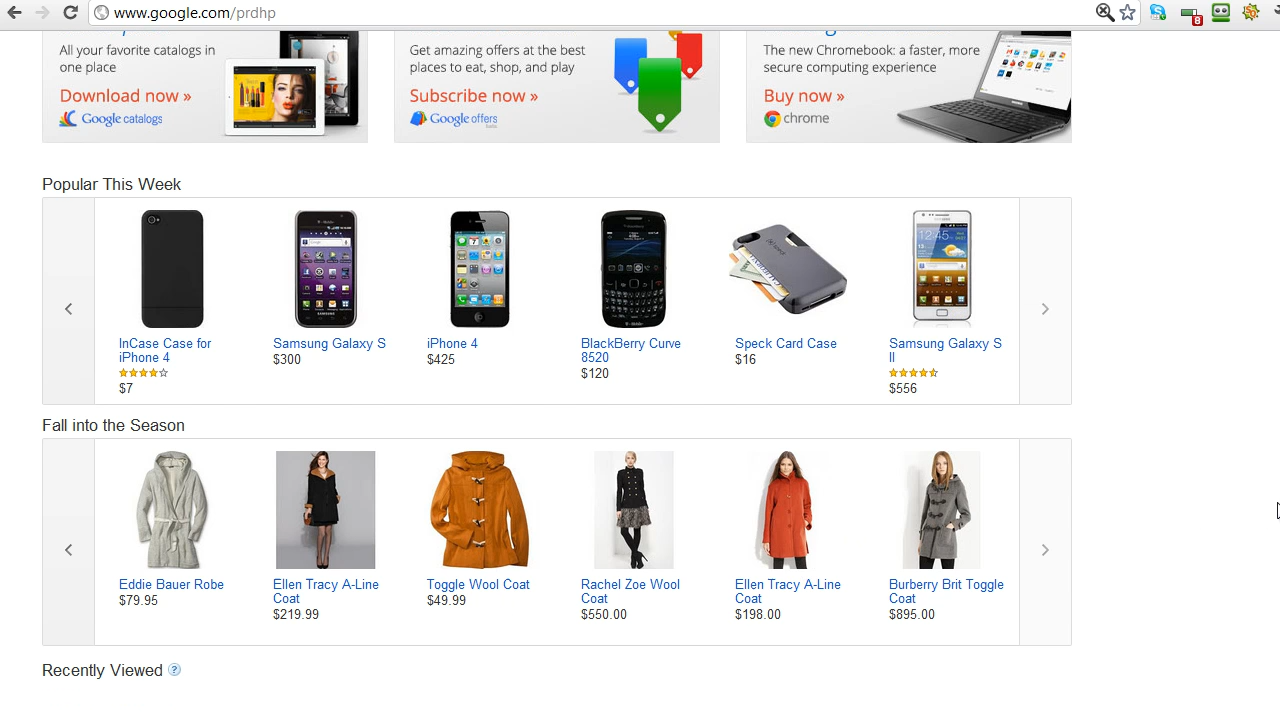 www.google.com/prdhp
8
All your favorite catalogs in
one place
Download now »
Google catalogs
Get amazing offers at the best
places to eat, shop, and play
Subscribe now »
Google offers
beta
The new Chromebook: a faster, more
secure computing experience
Buy now »
chrome
Popular This Week
InCase Case for
iPhone 4
$7
Samsung Galaxy S
$300
iPhone 4
$425
BlackBerry Curve
8520
$120
Speck Card Case
$16
Samsung Galaxy S
II
$556
Fall into the Season
Eddie Bauer Robe
$79.95
Ellen Tracy A-Line
Coat
$219.99
Toggle Wool Coat
$49.99
Rachel Zoe Wool
Coat
$550.00
Ellen Tracy A-Line
Coat
$198.00
Burberry Brit Toggle
Coat
$895.00
Recently Viewed ?